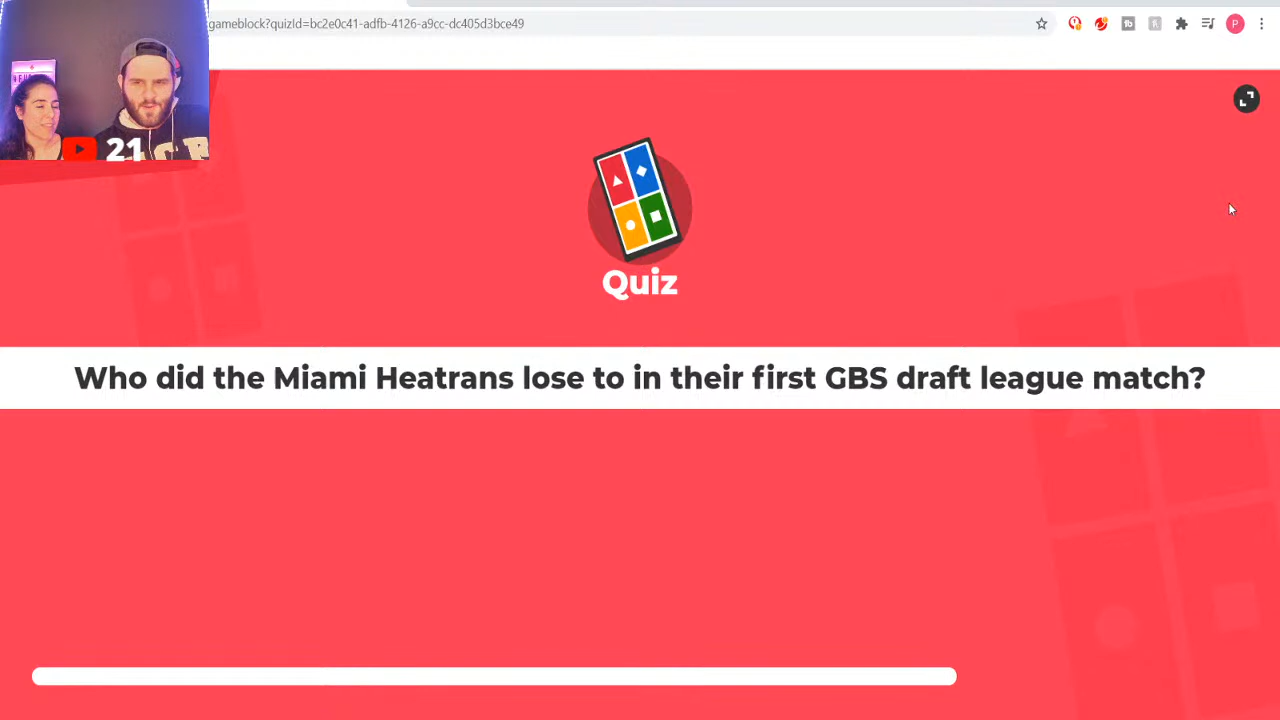 gameblock?quizId=bc2e0c41-adfb-4126-a9cc-dc405d3bce49
P
21
Quiz
Who did the Miami Heatrans lose to in their first GBS draft league match?